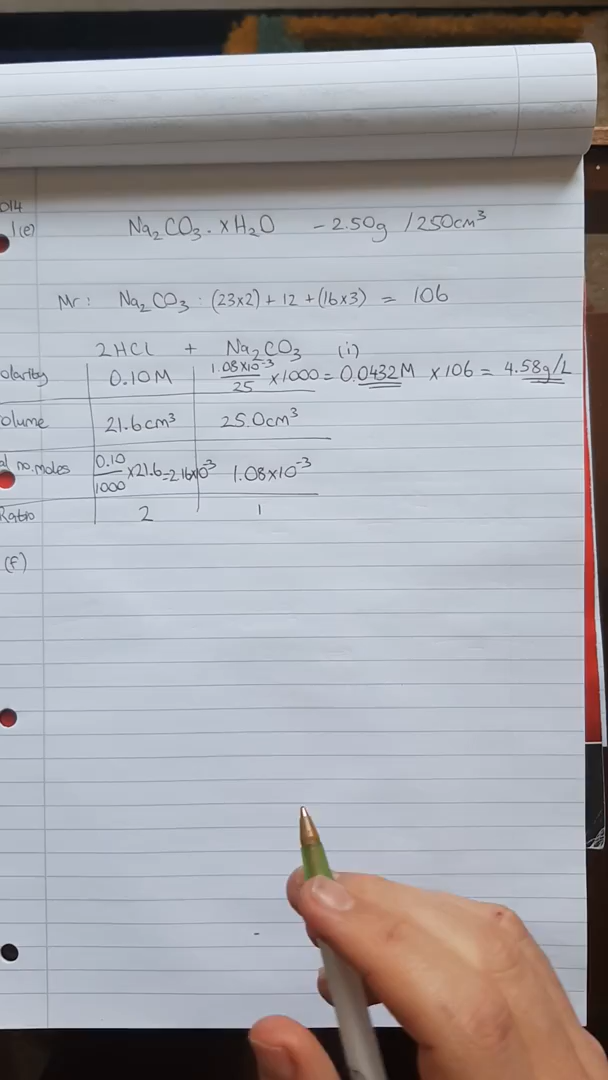 014
1(e) Na₂CO₃. xH₂O - 2.50g /250cm³
Mr: Na₂CO₃: (23x2) + 12 + (16x3) = 106
2HCl + Na₂CO₃ (i)
olarity 0.10M 1.08x10⁻³/25 x1000 = 0.0432M x106 = 4.58g/L
olume 21.6cm³ 25.0cm³
no. moles 0.10/1000 x21.6=2.16x10⁻³ 1.08x10⁻³
Ratio 2 1
(f)